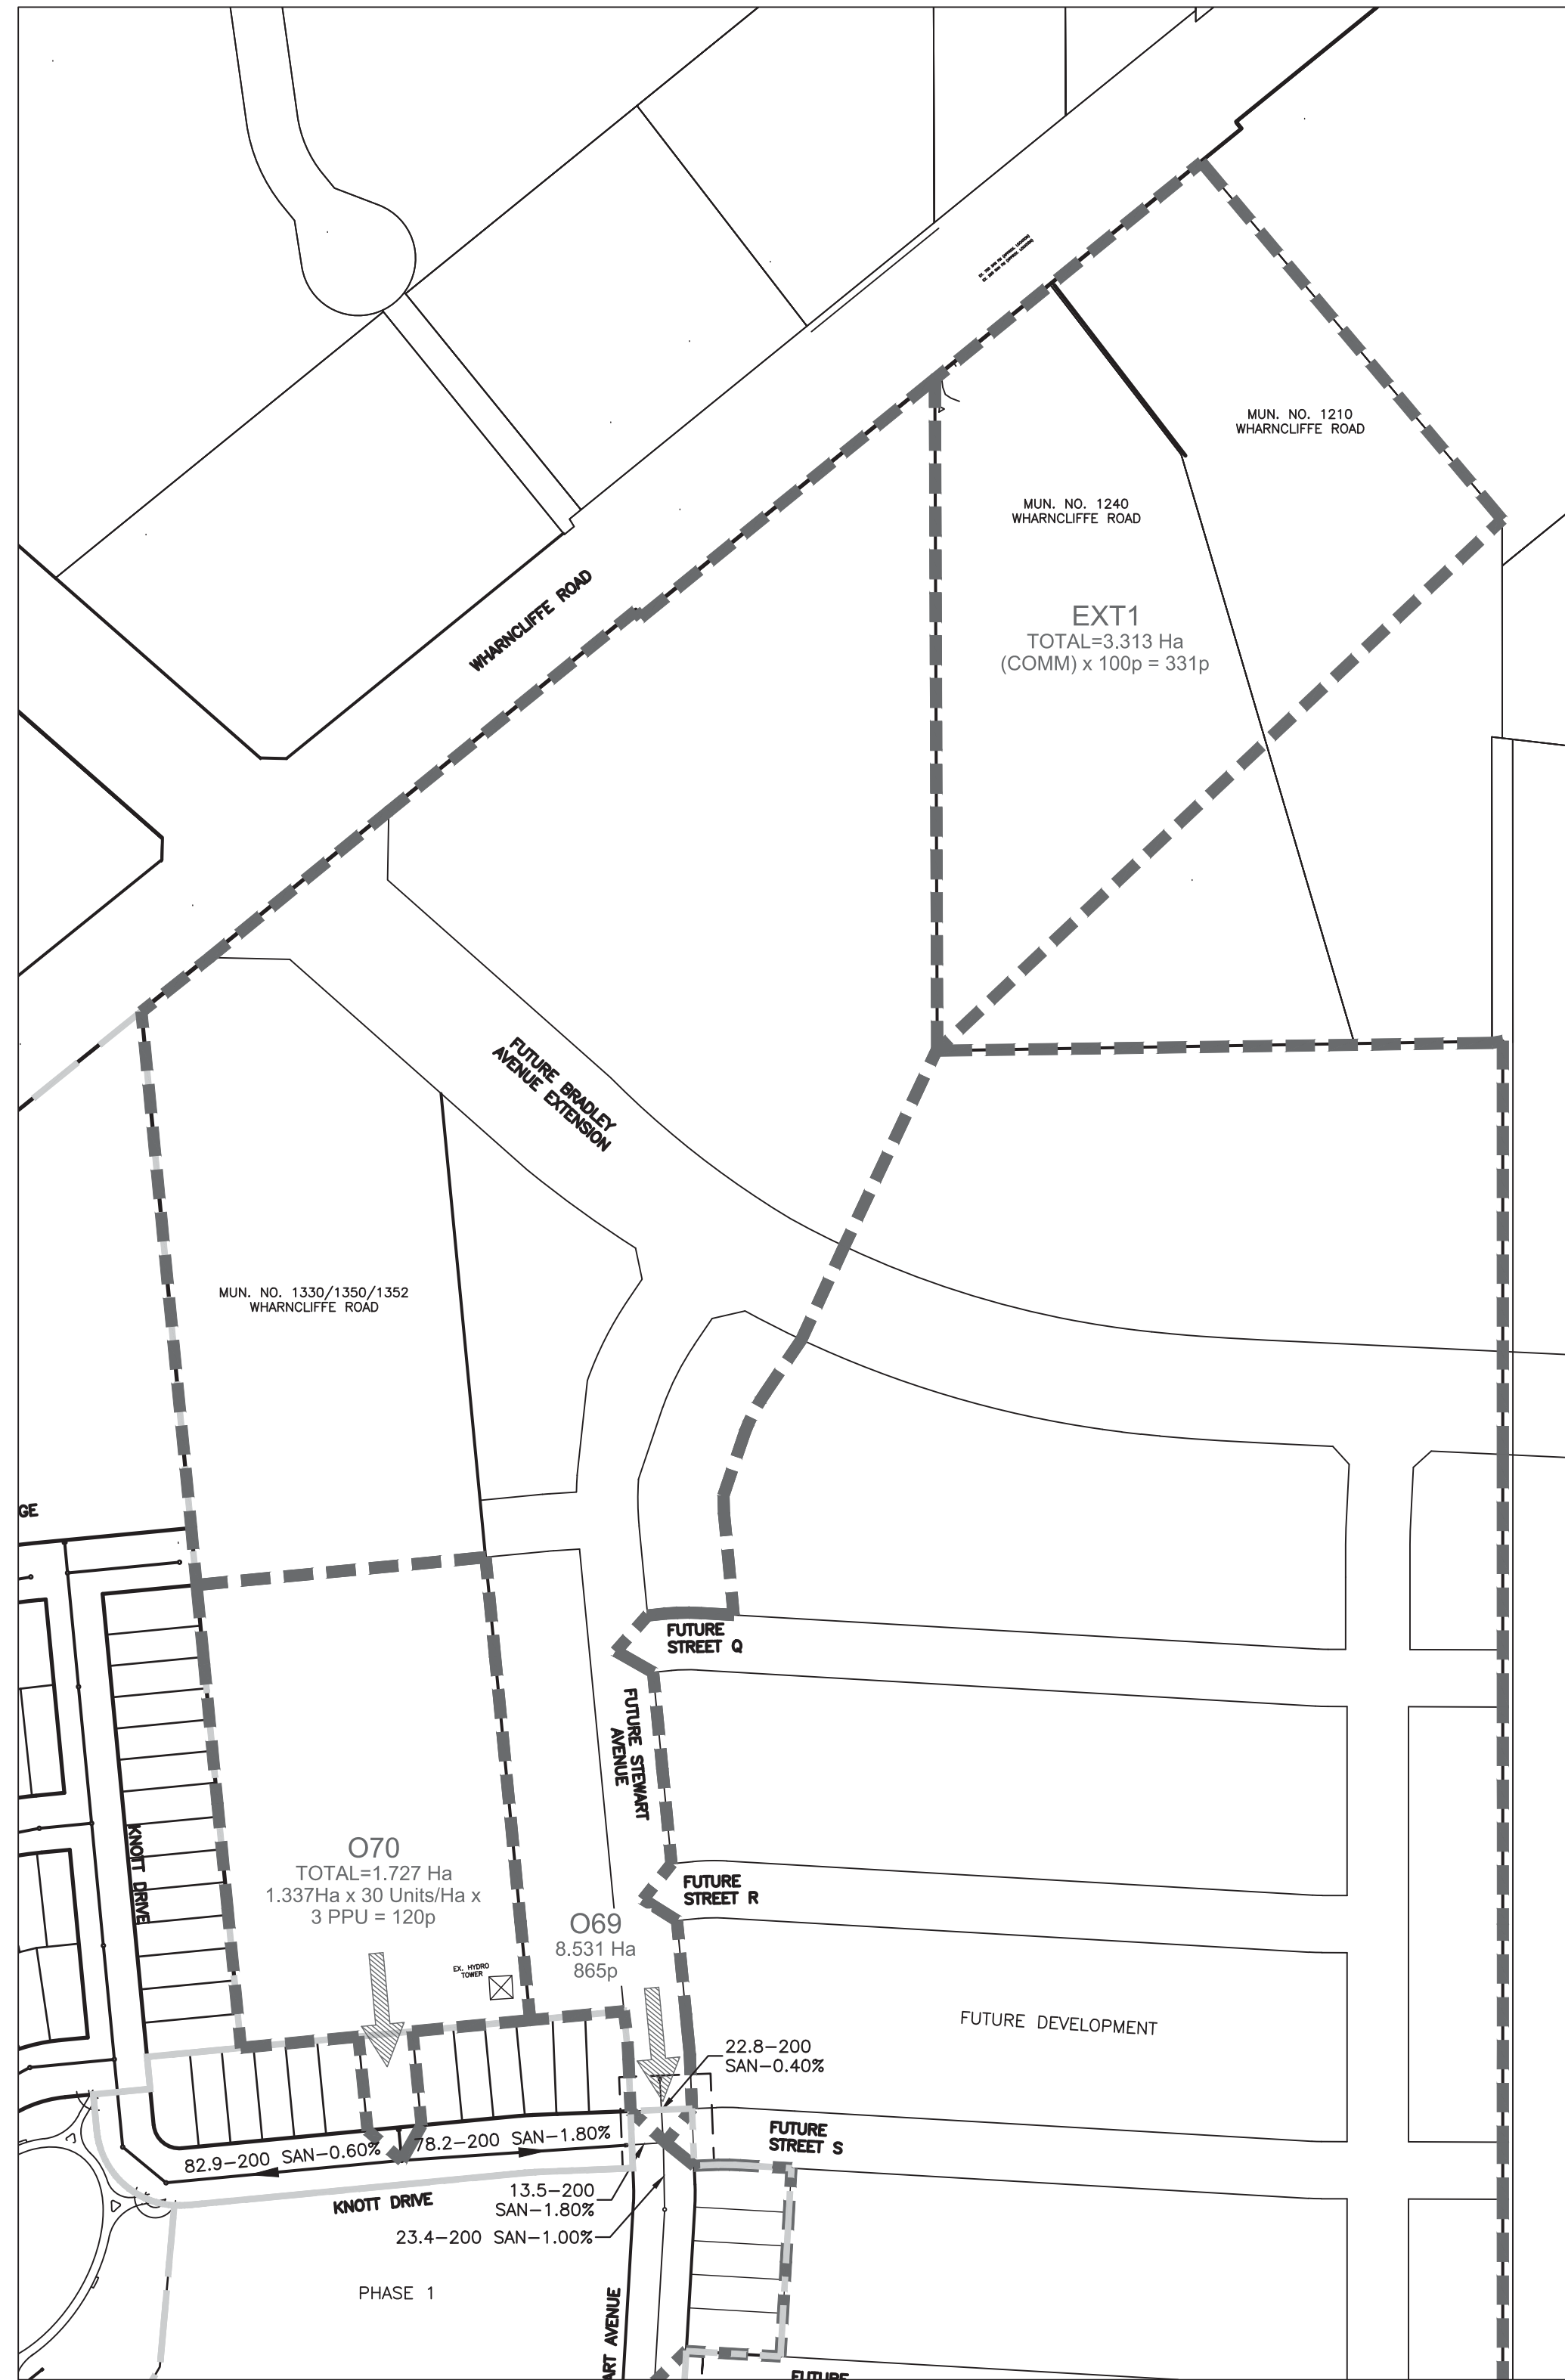 MUN. NO. 1210
WHARNCLIFFE ROAD
MUN. NO. 1240
WHARNCLIFFE ROAD
WHARNCLIFFE ROAD
EXT1
TOTAL=3.313 Ha
(COMM) x 100p = 331p
FUTURE BRADLEY
AVENUE EXTENSION
MUN. NO. 1330/1350/1352
WHARNCLIFFE ROAD
GE
FUTURE
STREET Q
FUTURE STEWART
AVENUE
KNOTT DRIVE
O70
TOTAL=1.727 Ha
1.337Ha x 30 Units/Ha x
3 PPU = 120p
FUTURE
STREET R
O69
8.531 Ha
865p
EX. HYDRO
TOWER
FUTURE DEVELOPMENT
22.8-200
SAN-0.40%
FUTURE
STREET S
82.9-200 SAN-0.60%
78.2-200 SAN-1.80%
KNOTT DRIVE
13.5-200
SAN-1.80%
23.4-200 SAN-1.00%
PHASE 1
ART AVENUE
FUTURE